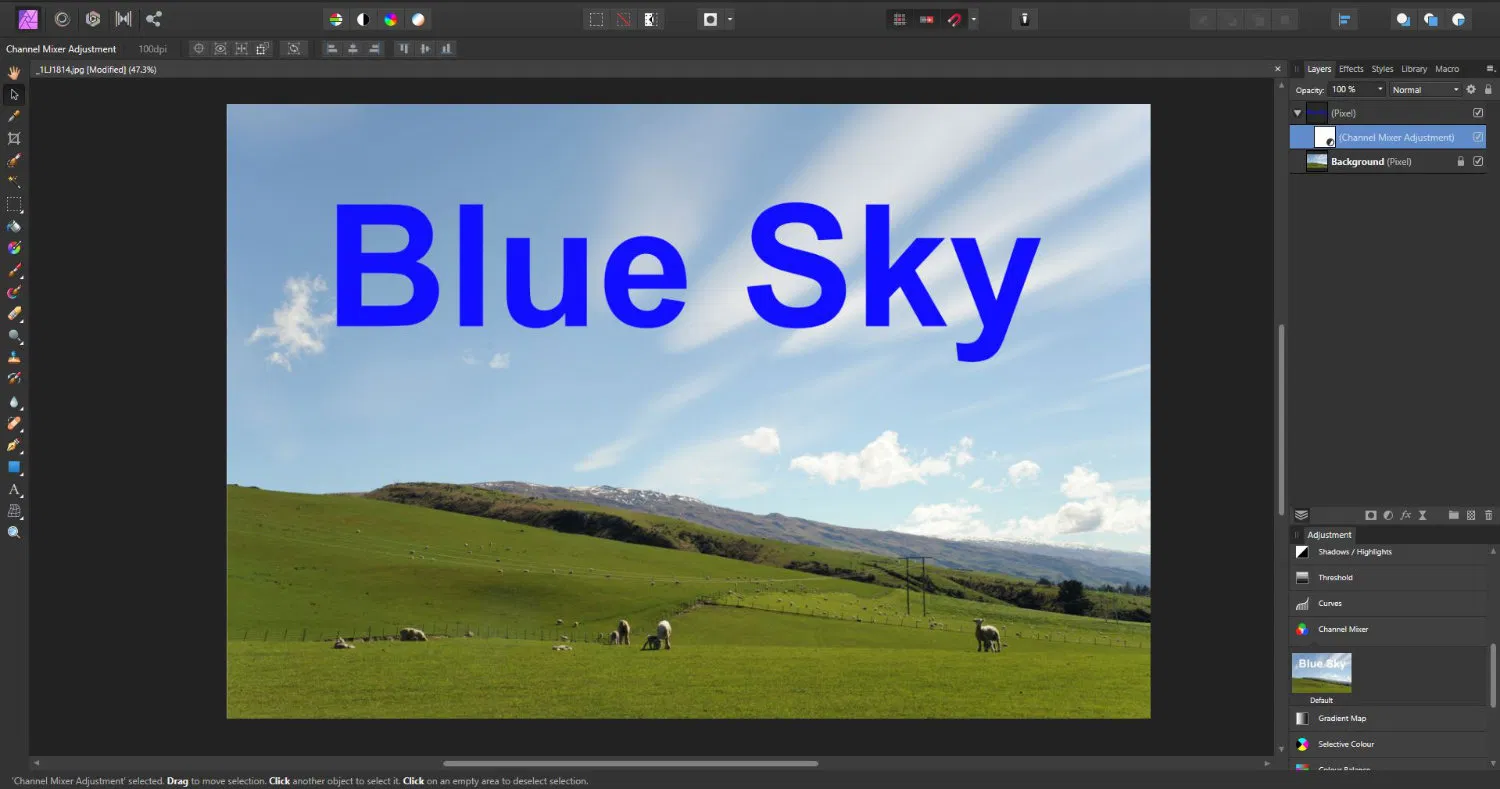 Channel Mixer Adjustment 100dpi
_1LJ1814.jpg [Modified] (47.3%)
Blue Sky
Layers Effects Styles Library Macro
Opacity: 100 % Normal
(Pixel)
(Channel Mixer Adjustment)
Background (Pixel)
fx
Adjustment
Shadows / Highlights
Threshold
Curves
Channel Mixer
Blue Sky
Default
Gradient Map
Selective Colour
Colour Balance
A
'Channel Mixer Adjustment' selected. Drag to move selection. Click another object to select it. Click on an empty area to deselect selection.